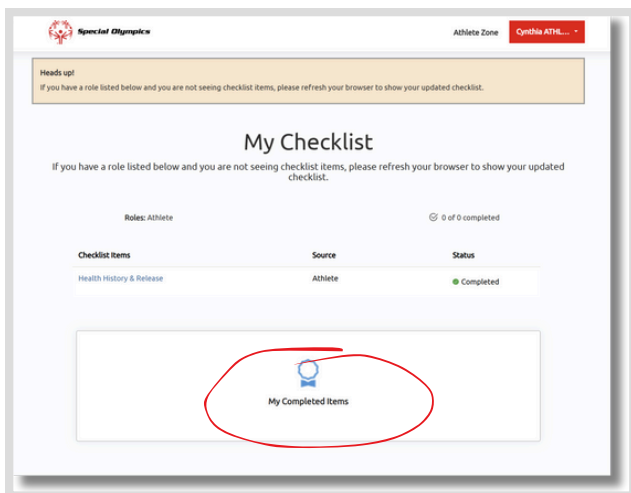 Special Olympics
Athlete Zone
Cynthia ATHL...
Heads up!
If you have a role listed below and you are not seeing checklist items, please refresh your browser to show your updated checklist.
My Checklist
If you have a role listed below and you are not seeing checklist items, please refresh your browser to show your updated
checklist.
Roles: Athlete
0 of 0 completed
Checklist Items Source Status
Health History & Release Athlete Completed
My Completed Items